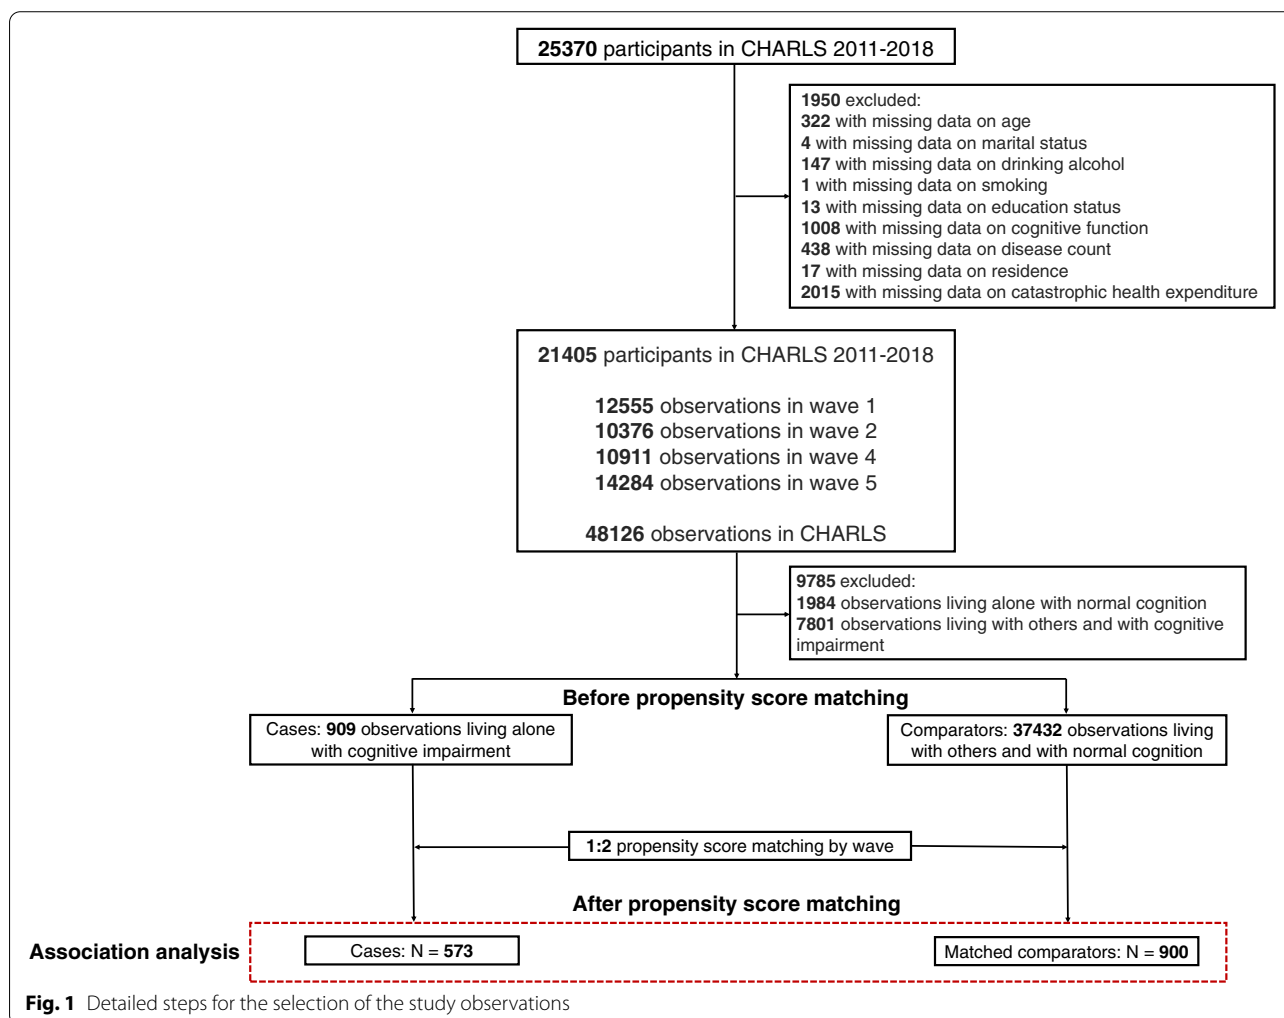 25370 participants in CHARLS 2011-2018
1950 excluded:
322 with missing data on age
4 with missing data on marital status
147 with missing data on drinking alcohol
1 with missing data on smoking
13 with missing data on education status
1008 with missing data on cognitive function
438 with missing data on disease count
17 with missing data on residence
2015 with missing data on catastrophic health expenditure
21405 participants in CHARLS 2011-2018
12555 observations in wave 1
10376 observations in wave 2
10911 observations in wave 4
14284 observations in wave 5
48126 observations in CHARLS
9785 excluded:
1984 observations living alone with normal cognition
7801 observations living with others and with cognitive
impairment
Before propensity score matching
Cases: 909 observations living alone
with cognitive impairment
Comparators: 37432 observations living
with others and with normal cognition
1:2 propensity score matching by wave
After propensity score matching
Association analysis
Cases: N = 573
Matched comparators: N = 900
Fig. 1 Detailed steps for the selection of the study observations